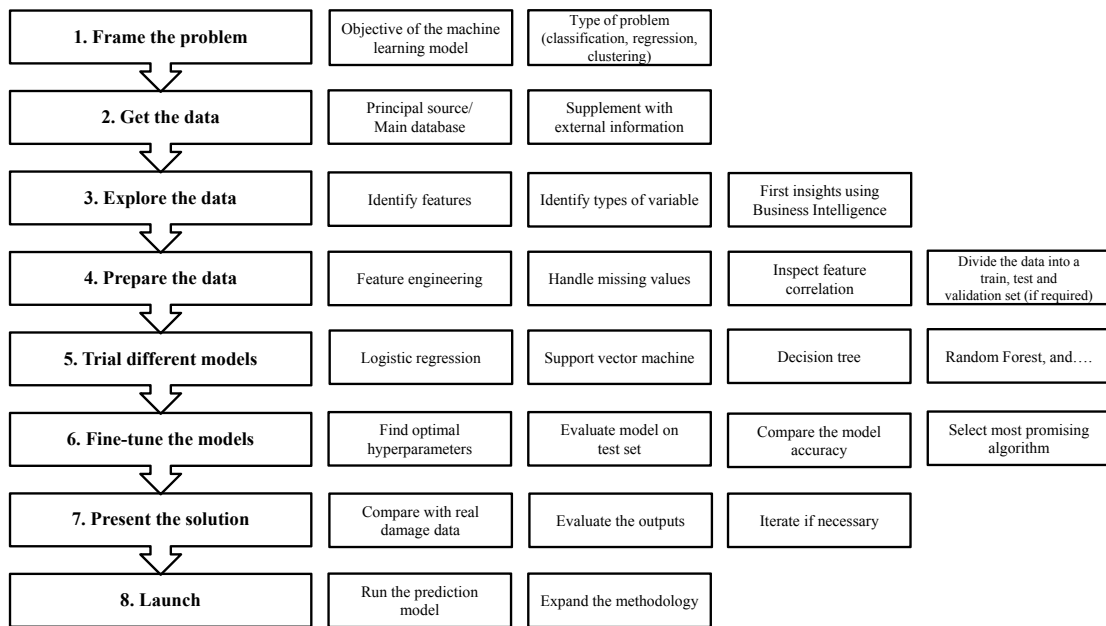 1. Frame the problem
Objective of the machine
learning model
Type of problem
(classification, regression,
clustering)
2. Get the data
Principal source/
Main database
Supplement with
external information
3. Explore the data
Identify features
Identify types of variable
First insights using
Business Intelligence
4. Prepare the data
Feature engineering
Handle missing values
Inspect feature
correlation
Divide the data into a
train, test and
validation set (if required)
5. Trial different models
Logistic regression
Support vector machine
Decision tree
Random Forest, and….
6. Fine-tune the models
Find optimal
hyperparameters
Evaluate model on
test set
Compare the model
accuracy
Select most promising
algorithm
7. Present the solution
Compare with real
damage data
Evaluate the outputs
Iterate if necessary
8. Launch
Run the prediction
model
Expand the methodology